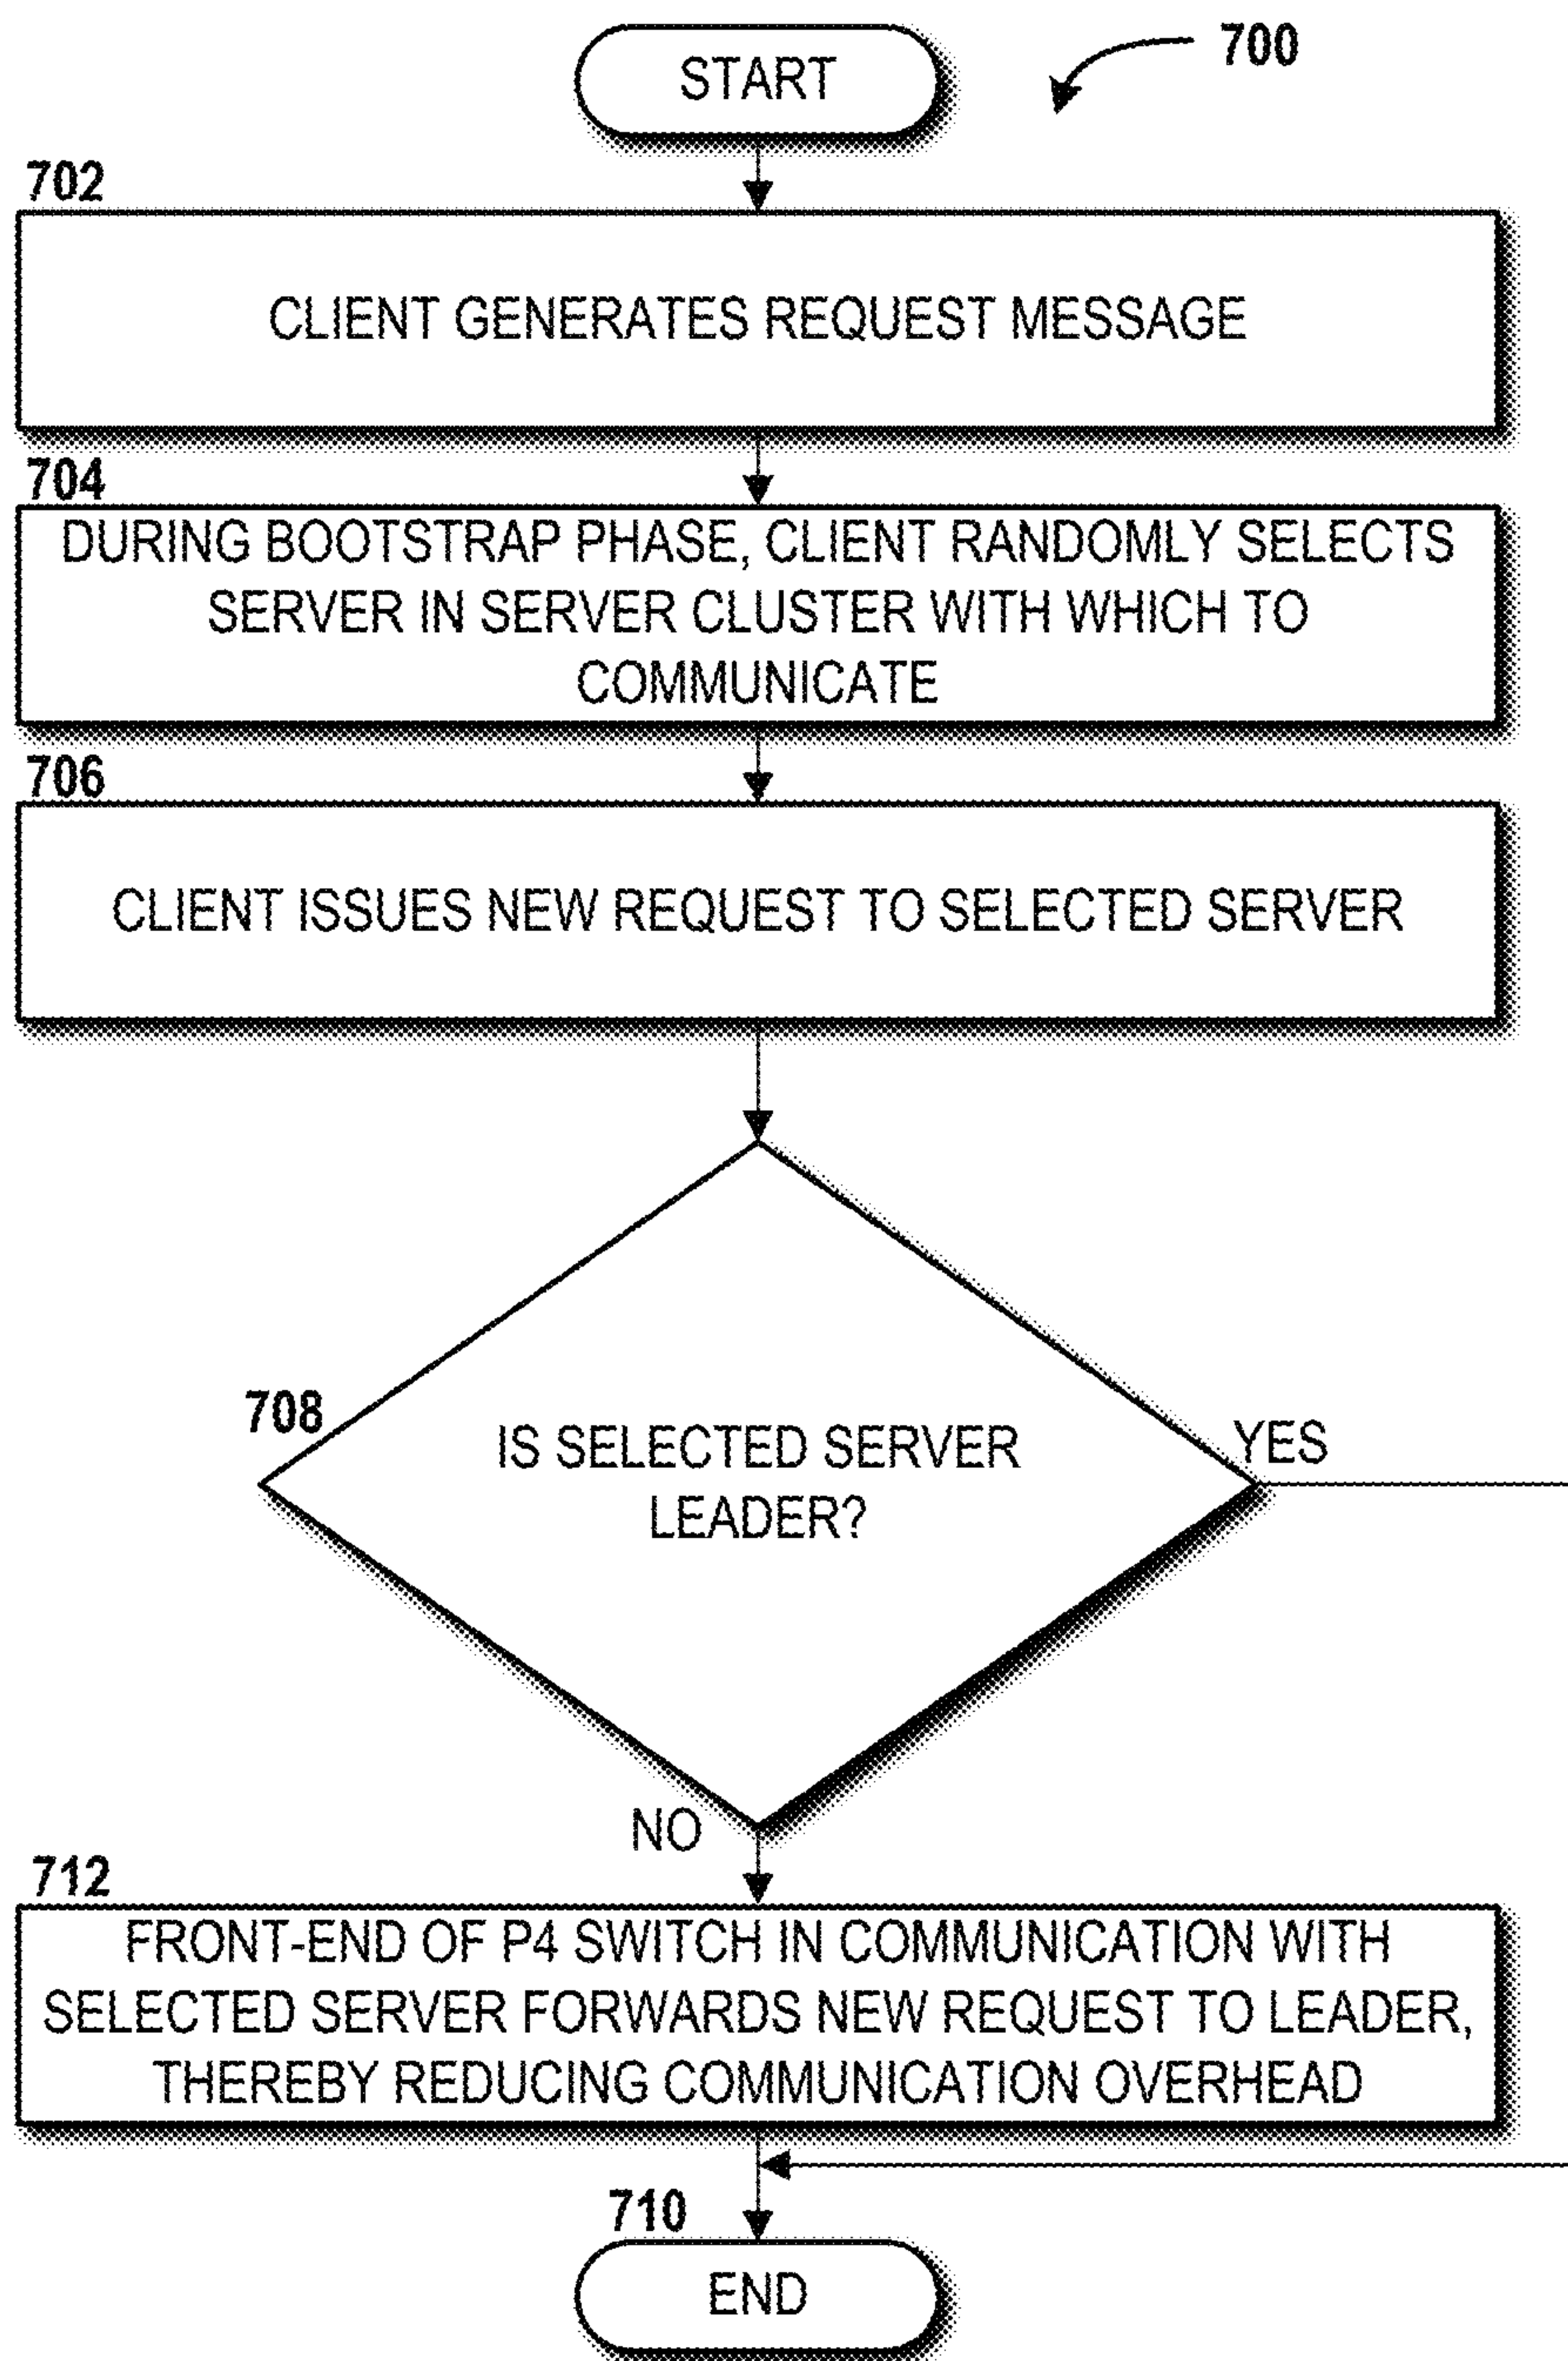 START
700
702
CLIENT GENERATES REQUEST MESSAGE
704
DURING BOOTSTRAP PHASE, CLIENT RANDOMLY SELECTS
SERVER IN SERVER CLUSTER WITH WHICH TO
COMMUNICATE
706
CLIENT ISSUES NEW REQUEST TO SELECTED SERVER
708
IS SELECTED SERVER
LEADER?
YES
NO
712
FRONT-END OF P4 SWITCH IN COMMUNICATION WITH
SELECTED SERVER FORWARDS NEW REQUEST TO LEADER,
THEREBY REDUCING COMMUNICATION OVERHEAD
710
END